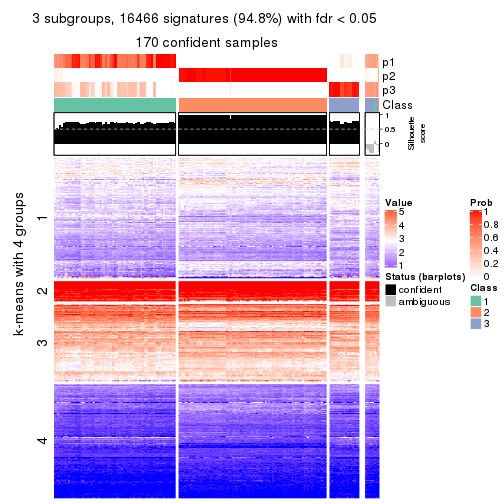 3 subgroups, 16466 signatures (94.8%) with fdr < 0.05
170 confident samples
p1
p2
p3
Class
1
0.5
0
Silhouette
score
k-means with 4 groups
1
2
3
4
Value
5
4
3
2
1
Status (barplots)
confident
ambiguous
Prob
1
0.8
0.6
0.4
0.2
0
Class
1
2
3